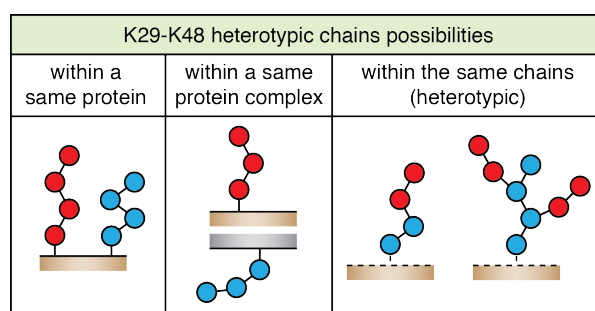 K29-K48 heterotypic chains possibilities
within a
same protein
within a same
protein complex
within the same chains
(heterotypic)